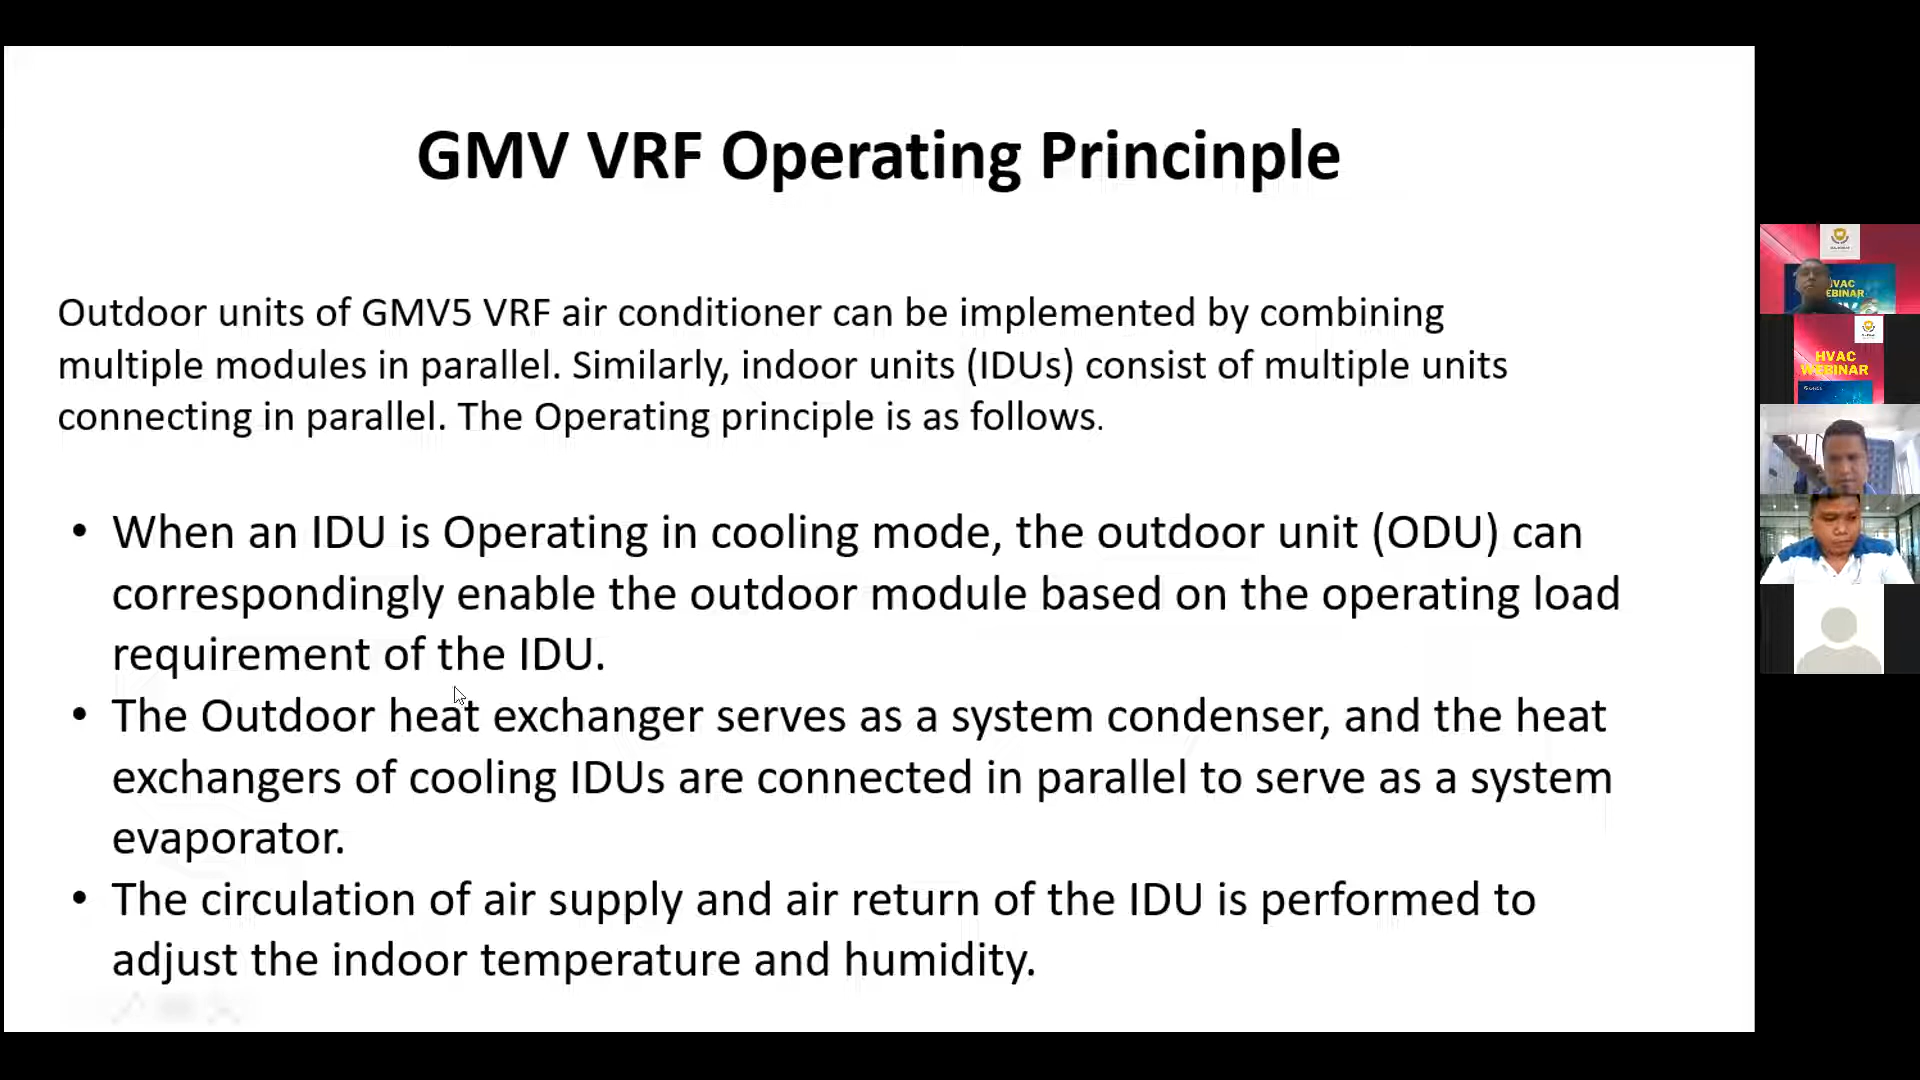 GMV VRF Operating Princinple
Outdoor units of GMV5 VRF air conditioner can be implemented by combining
multiple modules in parallel. Similarly, indoor units (IDUs) consist of multiple units
connecting in parallel. The Operating principle is as follows.
• When an IDU is Operating in cooling mode, the outdoor unit (ODU) can
correspondingly enable the outdoor module based on the operating load
requirement of the IDU.
• The Outdoor heat exchanger serves as a system condenser, and the heat
exchangers of cooling IDUs are connected in parallel to serve as a system
evaporator.
• The circulation of air supply and air return of the IDU is performed to
adjust the indoor temperature and humidity.
HVAC
WEBINAR